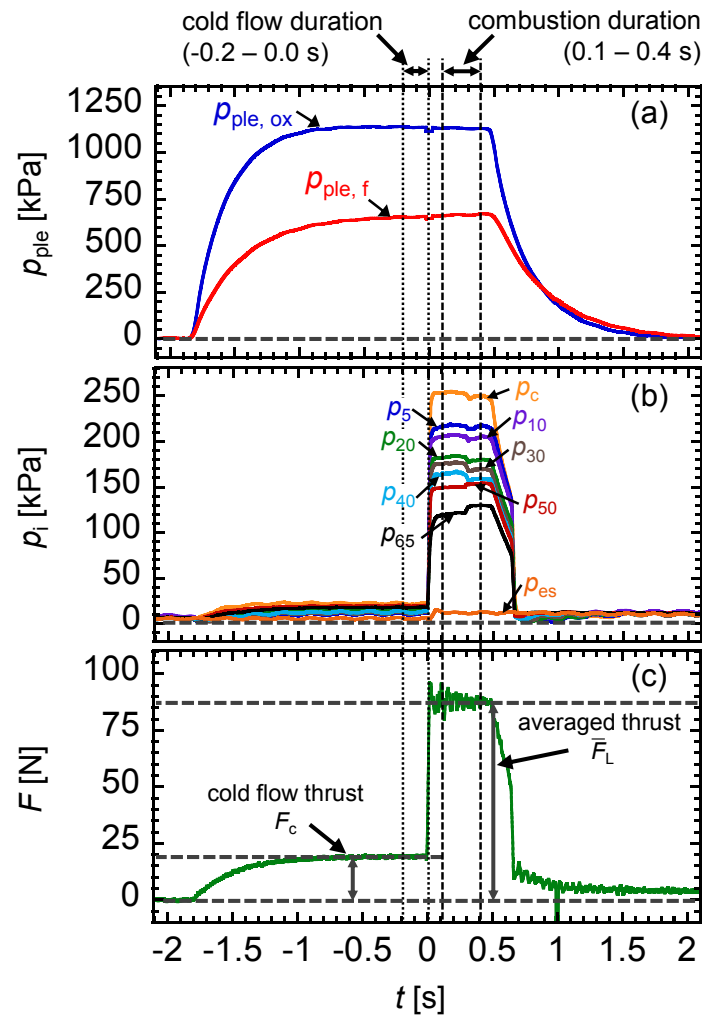 cold flow duration
(-0.2 – 0.0 s)
combustion duration
(0.1 – 0.4 s)
(a)
1250
1000
750
500
250
0
p_ple [kPa]
p_ple, ox
p_ple, f
(b)
250
200
150
100
50
0
p_i [kPa]
p_c
p_5
p_10
p_20
p_30
p_40
p_50
p_65
p_es
(c)
100
75
50
25
0
F [N]
averaged thrust
F̅_L
cold flow thrust
F_c
-2 -1.5 -1 -0.5 0 0.5 1 1.5 2
t [s]